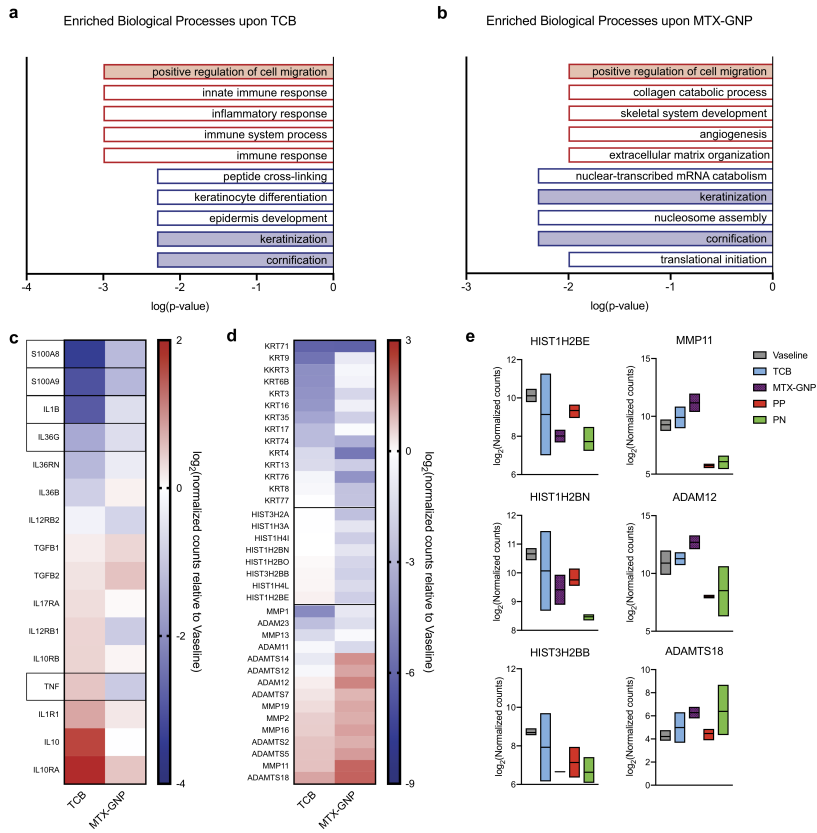 a
Enriched Biological Processes upon TCB
positive regulation of cell migration
innate immune response
inflammatory response
immune system process
immune response
peptide cross-linking
keratinocyte differentiation
epidermis development
keratinization
cornification
-4 -3 -2 -1 0
log(p-value)
b
Enriched Biological Processes upon MTX-GNP
positive regulation of cell migration
collagen catabolic process
skeletal system development
angiogenesis
extracellular matrix organization
nuclear-transcribed mRNA catabolism
keratinization
nucleosome assembly
cornification
translational initiation
-3 -2 -1 0
log(p-value)
c
S100A8
S100A9
IL1B
IL36G
IL36RN
IL36B
IL12RB2
TGFB1
TGFB2
IL17RA
IL12RB1
IL10RB
TNF
IL1R1
IL10
IL10RA
TCB
MTX-GNP
2
0
-2
-4
log2(normalized counts relative to Vaseline)
d
KRT71
KRT9
KKRT3
KRT6B
KRT3
KRT16
KRT35
KRT17
KRT74
KRT4
KRT13
KRT76
KRT8
KRT77
HIST3H2A
HIST1H3A
HIST1H4I
HIST1H2BN
HIST1H2BO
HIST3H2BB
HIST1H4L
HIST1H2BE
MMP1
ADAM23
MMP13
ADAM11
ADAMTS14
ADAMTS12
ADAM12
ADAMTS7
MMP19
MMP2
MMP16
ADAMTS2
ADAMTS5
MMP11
ADAMTS18
TCB
MTX-GNP
3
0
-3
-6
-9
log2(normalized counts relative to Vaseline)
e
HIST1H2BE
12
10
8
6
log2(Normalized counts)
MMP11
15
10
5
log2(Normalized counts)
Vaseline
TCB
MTX-GNP
PP
PN
HIST1H2BN
12
11
10
9
8
log2(Normalized counts)
ADAM12
15
10
5
log2(Normalized counts)
HIST3H2BB
12
10
8
6
log2(Normalized counts)
ADAMTS18
10
8
6
4
2
0
log2(Normalized counts)